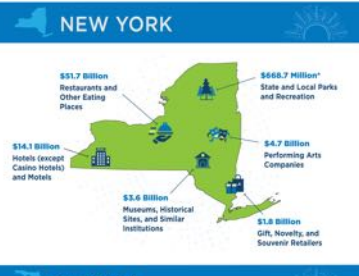 NEW YORK
$51.7 Billion
Restaurants and
Other Eating
Places
$668.7 Million*
State and Local Parks
and Recreation
$14.1 Billion
Hotels (except
Casino Hotels)
and Motels
$4.7 Billion
Performing Arts
Companies
$3.6 Billion
Museums, Historical
Sites, and Similar
Institutions
$1.8 Billion
Gift, Novelty, and
Souvenir Retailers